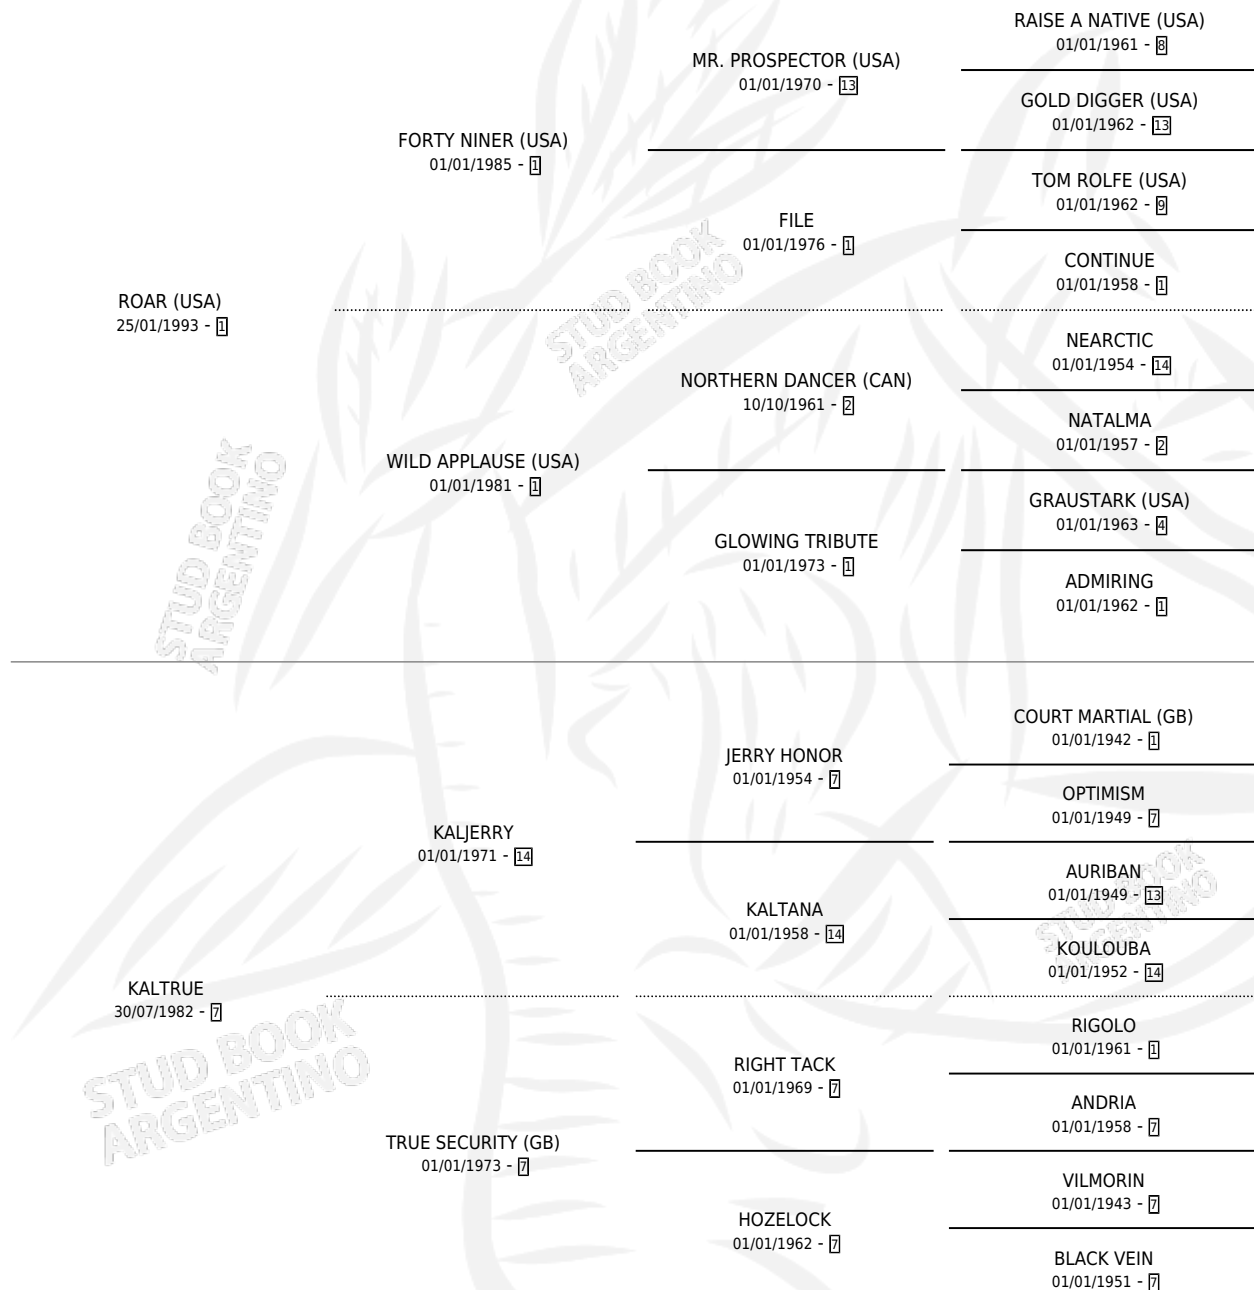 RAISE A NATIVE (USA)
01/01/1961 - 8
MR. PROSPECTOR (USA)
01/01/1970 - 13
GOLD DIGGER (USA)
01/01/1962 - 13
FORTY NINER (USA)
01/01/1985 - 1
TOM ROLFE (USA)
01/01/1962 - 9
FILE
01/01/1976 - 1
CONTINUE
01/01/1958 - 1
ROAR (USA)
25/01/1993 - 1
NEARCTIC
01/01/1954 - 14
NORTHERN DANCER (CAN)
10/10/1961 - 2
NATALMA
01/01/1957 - 2
WILD APPLAUSE (USA)
01/01/1981 - 1
GRAUSTARK (USA)
01/01/1963 - 4
GLOWING TRIBUTE
01/01/1973 - 1
ADMIRING
01/01/1962 - 1
COURT MARTIAL (GB)
01/01/1942 - 1
JERRY HONOR
01/01/1954 - 7
OPTIMISM
01/01/1949 - 7
KALJERRY
01/01/1971 - 14
AURIBAN
01/01/1949 - 13
KALTANA
01/01/1958 - 14
KOULOUBA
01/01/1952 - 14
KALTRUE
30/07/1982 - 7
RIGOLO
01/01/1961 - 1
RIGHT TACK
01/01/1969 - 7
ANDRIA
01/01/1958 - 7
TRUE SECURITY (GB)
01/01/1973 - 7
VILMORIN
01/01/1943 - 7
HOZELOCK
01/01/1962 - 7
BLACK VEIN
01/01/1951 - 7
STUD BOOK
ARGENTINO
STUD BOOK
ARGENTINO
STUD BOOK
ARGENTINO
STUD BOOK
ARGENTINO